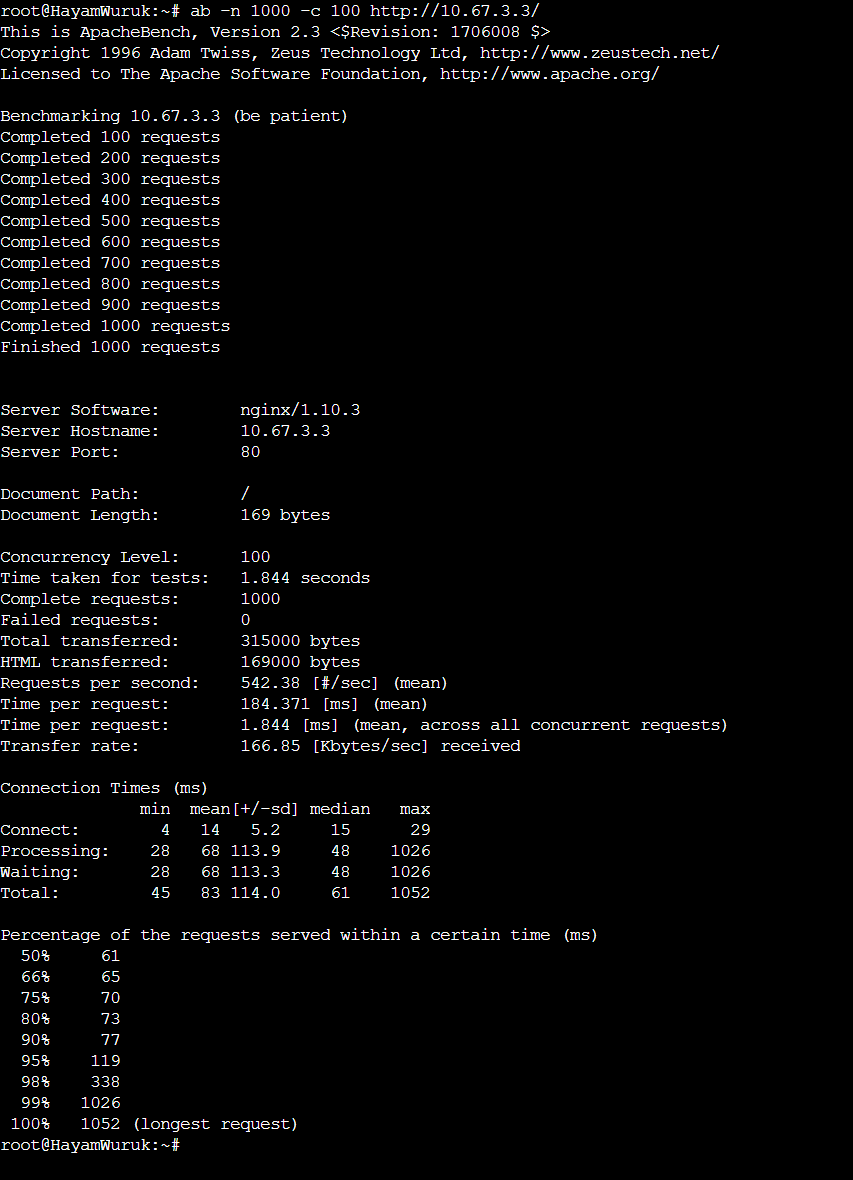 root@HayamWuruk:~# ab -n 1000 -c 100 http://10.67.3.3/
This is ApacheBench, Version 2.3 <$Revision: 1706008 $>
Copyright 1996 Adam Twiss, Zeus Technology Ltd, http://www.zeustech.net/
Licensed to The Apache Software Foundation, http://www.apache.org/

Benchmarking 10.67.3.3 (be patient)
Completed 100 requests
Completed 200 requests
Completed 300 requests
Completed 400 requests
Completed 500 requests
Completed 600 requests
Completed 700 requests
Completed 800 requests
Completed 900 requests
Completed 1000 requests
Finished 1000 requests


Server Software:        nginx/1.10.3
Server Hostname:        10.67.3.3
Server Port:            80

Document Path:          /
Document Length:        169 bytes

Concurrency Level:      100
Time taken for tests:   1.844 seconds
Complete requests:      1000
Failed requests:        0
Total transferred:      315000 bytes
HTML transferred:       169000 bytes
Requests per second:    542.38 [#/sec] (mean)
Time per request:       184.371 [ms] (mean)
Time per request:       1.844 [ms] (mean, across all concurrent requests)
Transfer rate:          166.85 [Kbytes/sec] received

Connection Times (ms)
              min  mean[+/-sd] median   max
Connect:        4   14   5.2     15      29
Processing:    28   68 113.9     48    1026
Waiting:       28   68 113.3     48    1026
Total:         45   83 114.0     61    1052

Percentage of the requests served within a certain time (ms)
  50%     61
  66%     65
  75%     70
  80%     73
  90%     77
  95%    119
  98%    338
  99%   1026
 100%   1052 (longest request)
root@HayamWuruk:~#